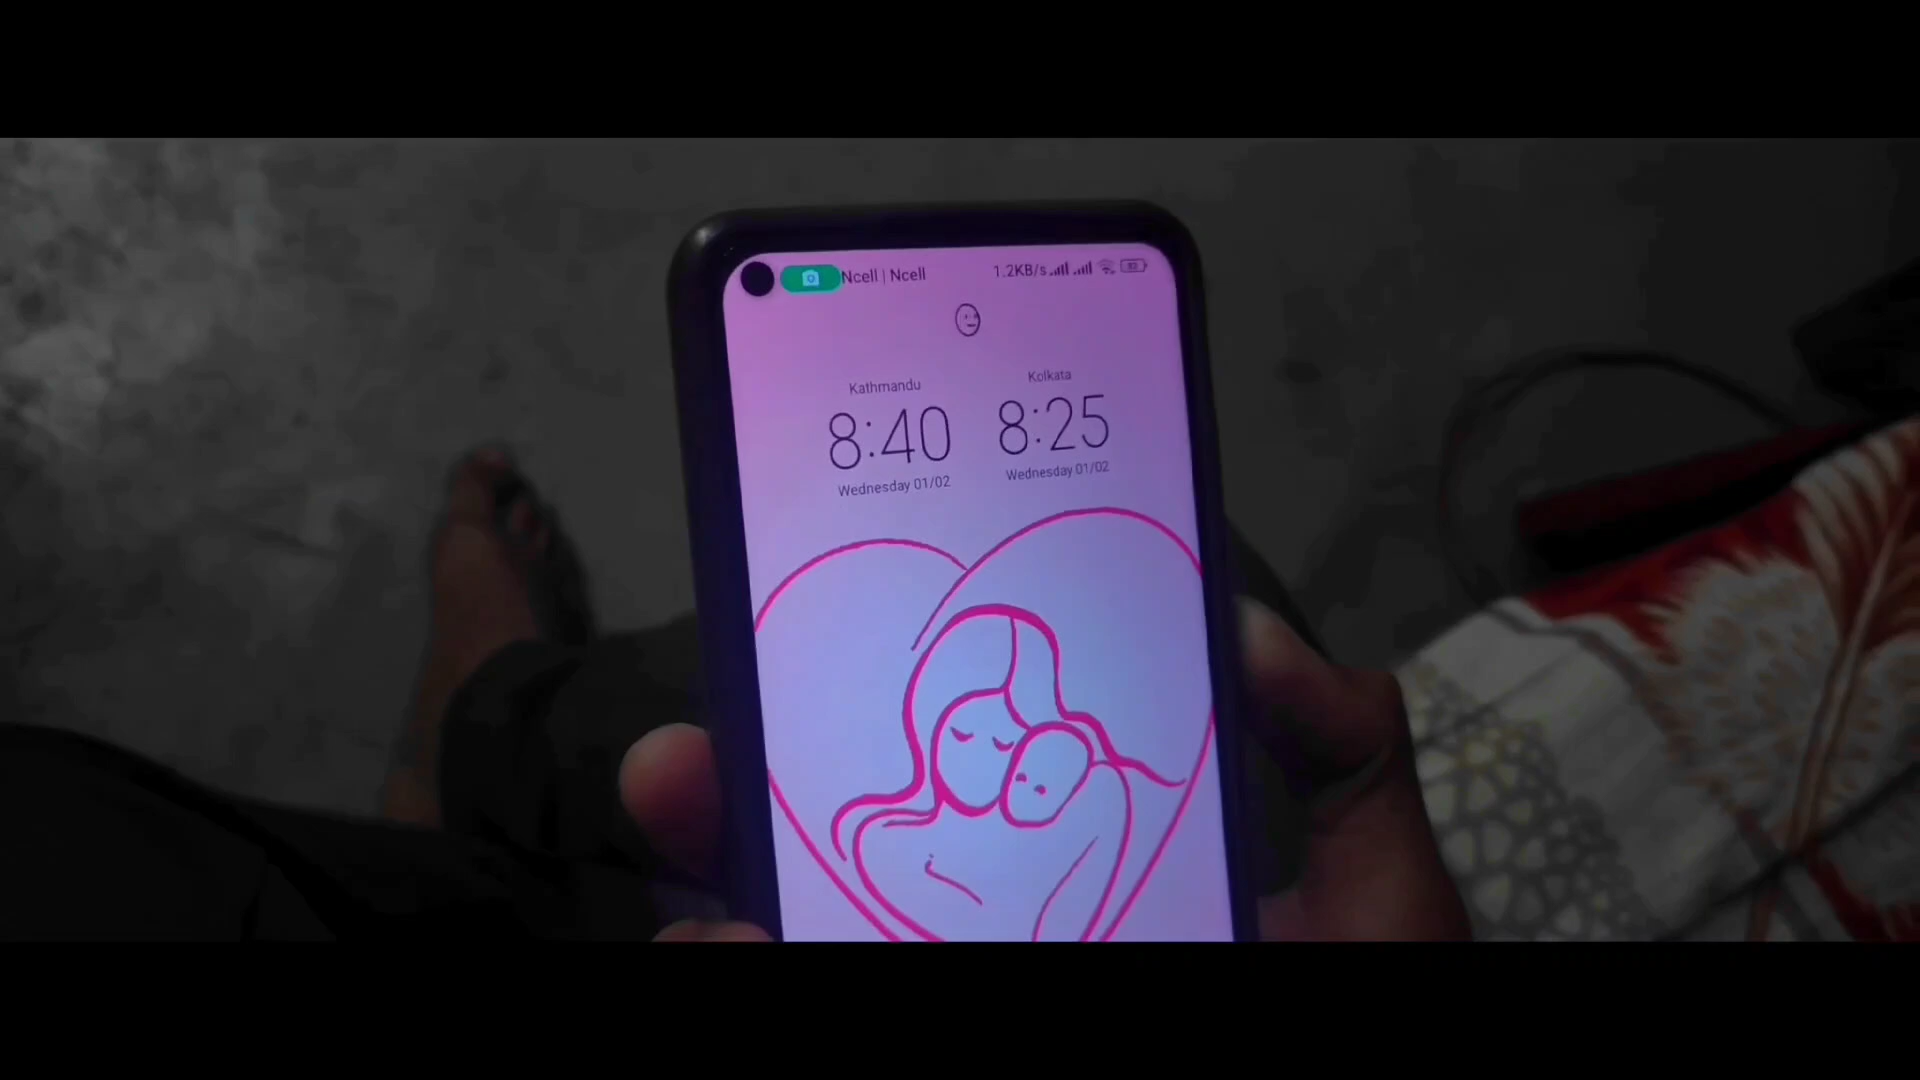 Ncell | Ncell 1.2KB/s
Kathmandu
8:40
Wednesday 01/02
Kolkata
8:25
Wednesday 01/02